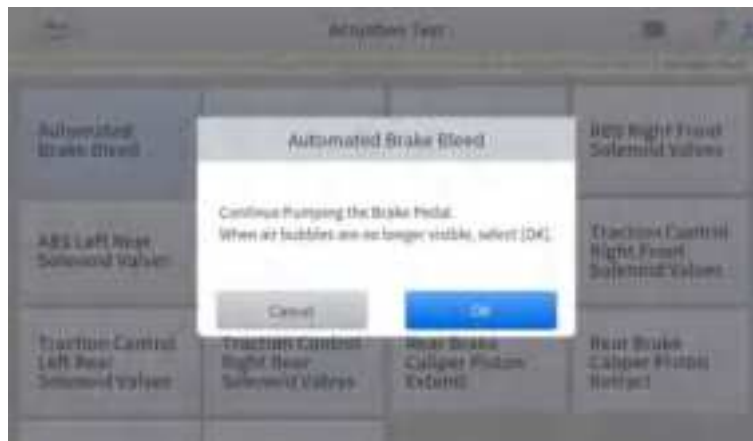 Actuation Test
Automated
Brake Bleed
Automated Brake Bleed
ABS Right Front
Solenoid Valves
Continue Pumping the Brake Pedal.
When air bubbles are no longer visible, select [OK].
ABS Left Rear
Solenoid Valves
Traction Control
Right Front
Solenoid Valves
Cancel
OK
Traction Control
Left Rear
Solenoid Valves
Traction Control
Right Rear
Solenoid Valves
Rear Brake
Caliper Piston
Extend
Rear Brake
Caliper Piston
Retract